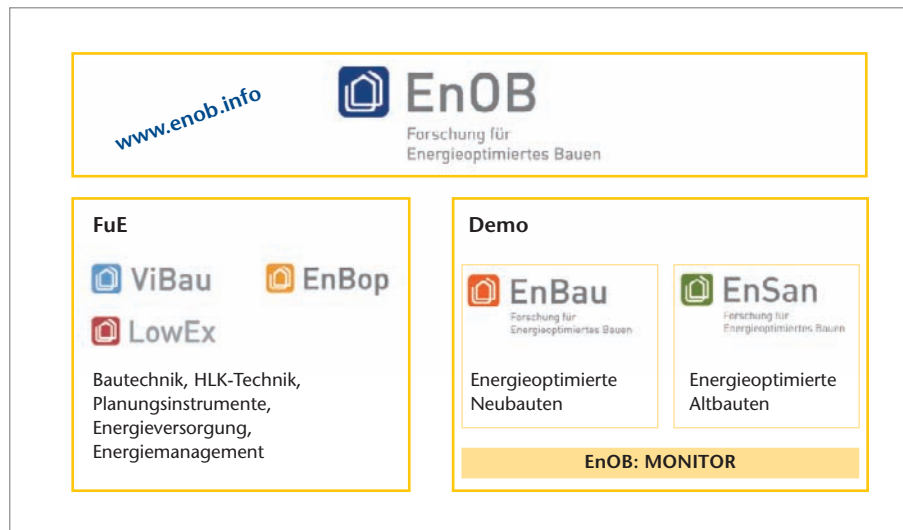 www.enob.info
EnOB
Forschung für
Energieoptimiertes Bauen
FuE
ViBau
EnBop
LowEx
Bautechnik, HLK-Technik,
Planungsinstrumente,
Energieversorgung,
Energiemanagement
Demo
EnBau
Forschung für
Energieoptimiertes Bauen
Energieoptimierte
Neubauten
EnSan
Forschung für
Energieoptimiertes Bauen
Energieoptimierte
Altbauten
EnOB: MONITOR